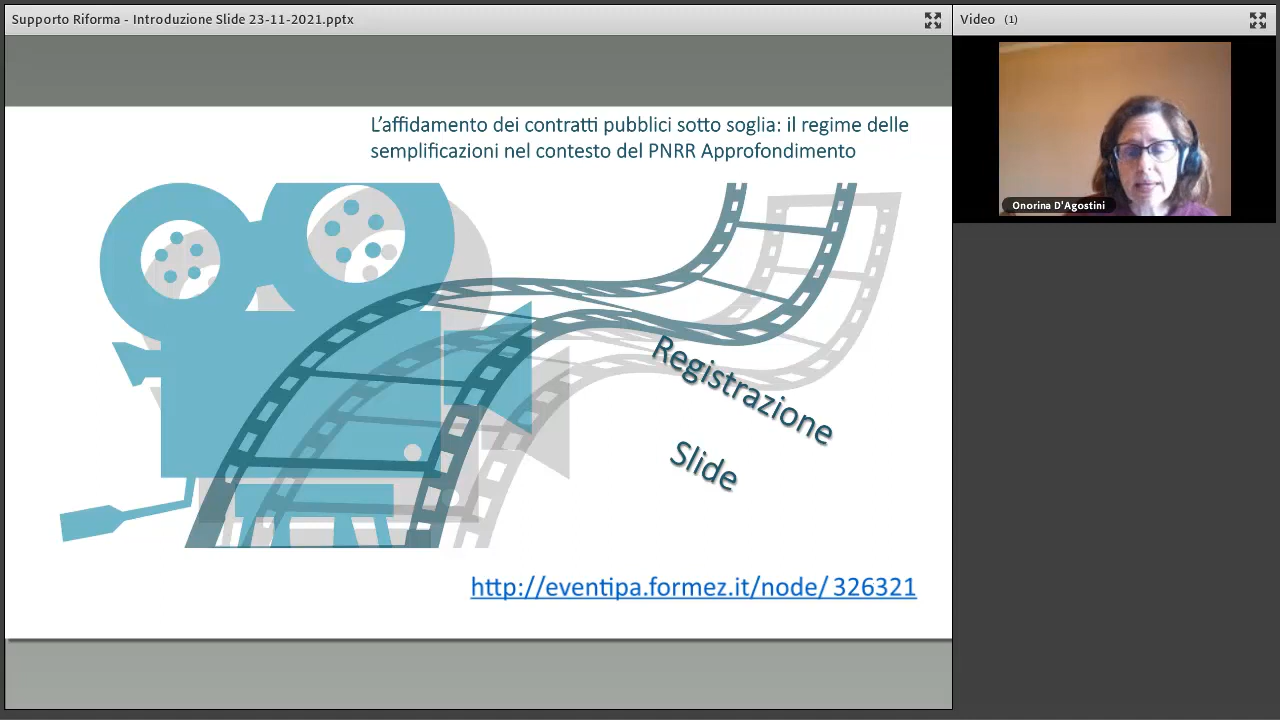 Supporto Riforma - Introduzione Slide 23-11-2021.pptx
Video (1)
L'affidamento dei contratti pubblici sotto soglia: il regime delle
semplificazioni nel contesto del PNRR Approfondimento
Onorina D'Agostini
Registrazione
Slide
http://eventipa.formez.it/node/ 326321